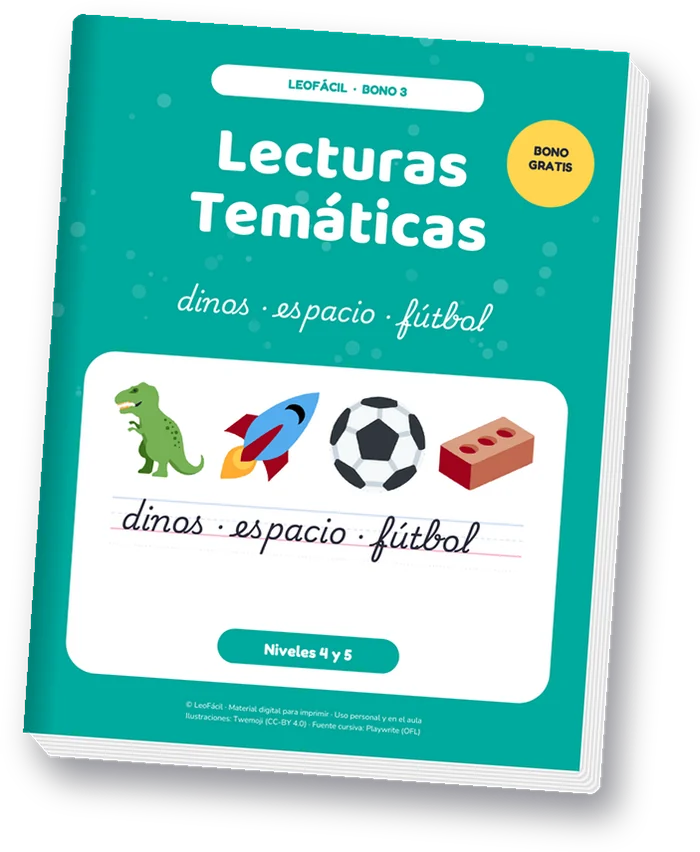 LEOFÁCIL · BONO 3
BONO
GRATIS
Lecturas
Temáticas
dinos · espacio · fútbol
dinos · espacio · fútbol
Niveles 4 y 5
© LeoFácil · Material digital para imprimir · Uso personal y en el aula
Ilustraciones: Twemoji (CC-BY 4.0) · Fuente cursiva: Playwrite (OFL)